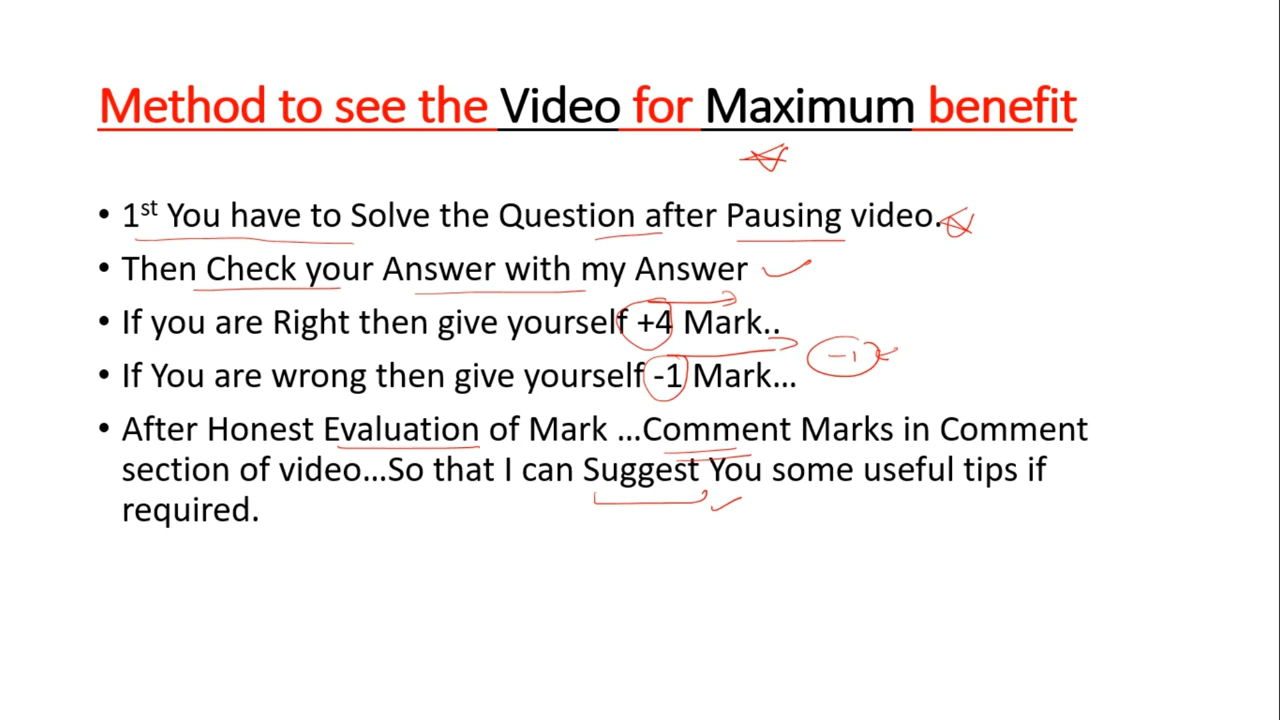 Method to see the Video for Maximum benefit
• 1st You have to Solve the Question after Pausing video.
• Then Check your Answer with my Answer
• If you are Right then give yourself +4 Mark..
• If You are wrong then give yourself -1 Mark...
-1
• After Honest Evaluation of Mark ...Comment Marks in Comment
section of video...So that I can Suggest You some useful tips if
required.